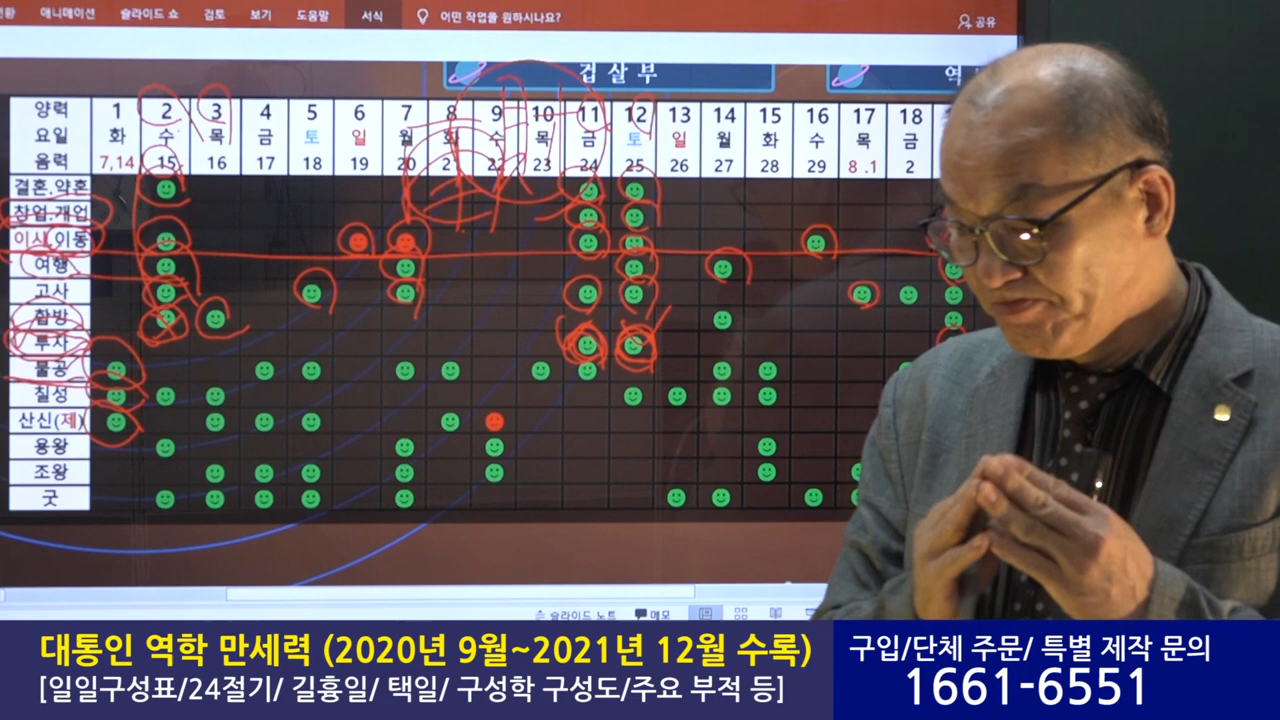 애니메이션 슬라이드 쇼 검토 보기 도움말 서식 어떤 작업을 원하시나요? 공유
겁살부
역
양력 1 2 3 4 5 6 7 8 9 10 11 12 13 14 15 16 17 18
요일 화 수 목 금 토 일 월 화 수 목 금 토 일 월 화 수 목 금
음력 7,14 15 16 17 18 19 20 21 22 23 24 25 26 27 28 29 8.1 2
결혼.약혼
창업.개업
이사.이동
여행
고사
합방
투자
불공
칠성
산신(제)
용왕
조왕
굿
슬라이드 노트 메모
대통인 역학 만세력 (2020년 9월~2021년 12월 수록)
[일일구성표/24절기/ 길흉일/ 택일/ 구성학 구성도/주요 부적 등]
구입/단체 주문/ 특별 제작 문의
1661-6551